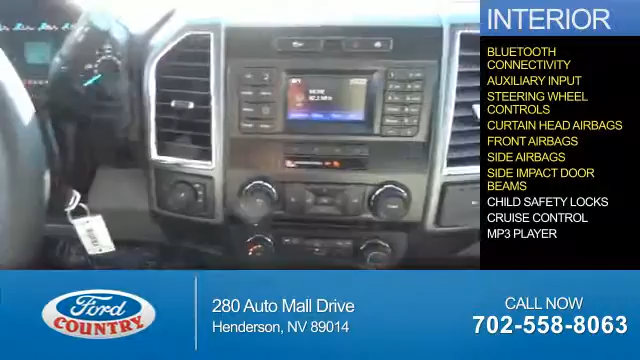 INTERIOR
BLUETOOTH
CONNECTIVITY
AUXILIARY INPUT
STEERING WHEEL
CONTROLS
CURTAIN HEAD AIRBAGS
FRONT AIRBAGS
SIDE AIRBAGS
SIDE IMPACT DOOR
BEAMS
CHILD SAFETY LOCKS
CRUISE CONTROL
MP3 PLAYER
Ford
COUNTRY
280 Auto Mall Drive
Henderson, NV 89014
CALL NOW
702-558-8063